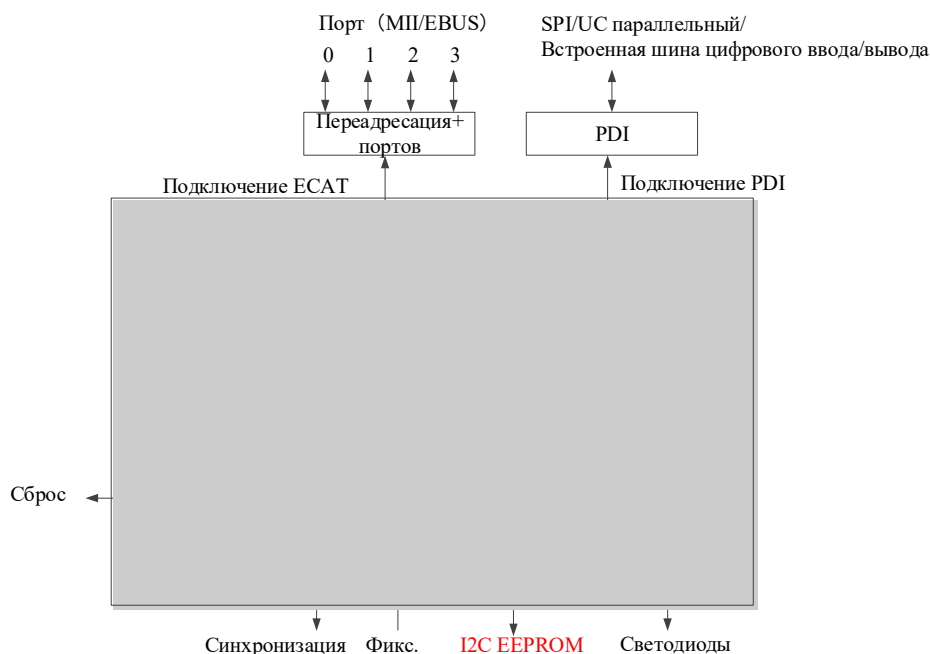 Порт（MII/EBUS）
0 1 2 3
SPI/UC параллельный/
Встроенная шина цифрового ввода/вывода
Переадресация+
портов
PDI
Подключение ECAT
Подключение PDI
Сброс
Синхронизация
Фикс.
I2C EEPROM
Светодиоды